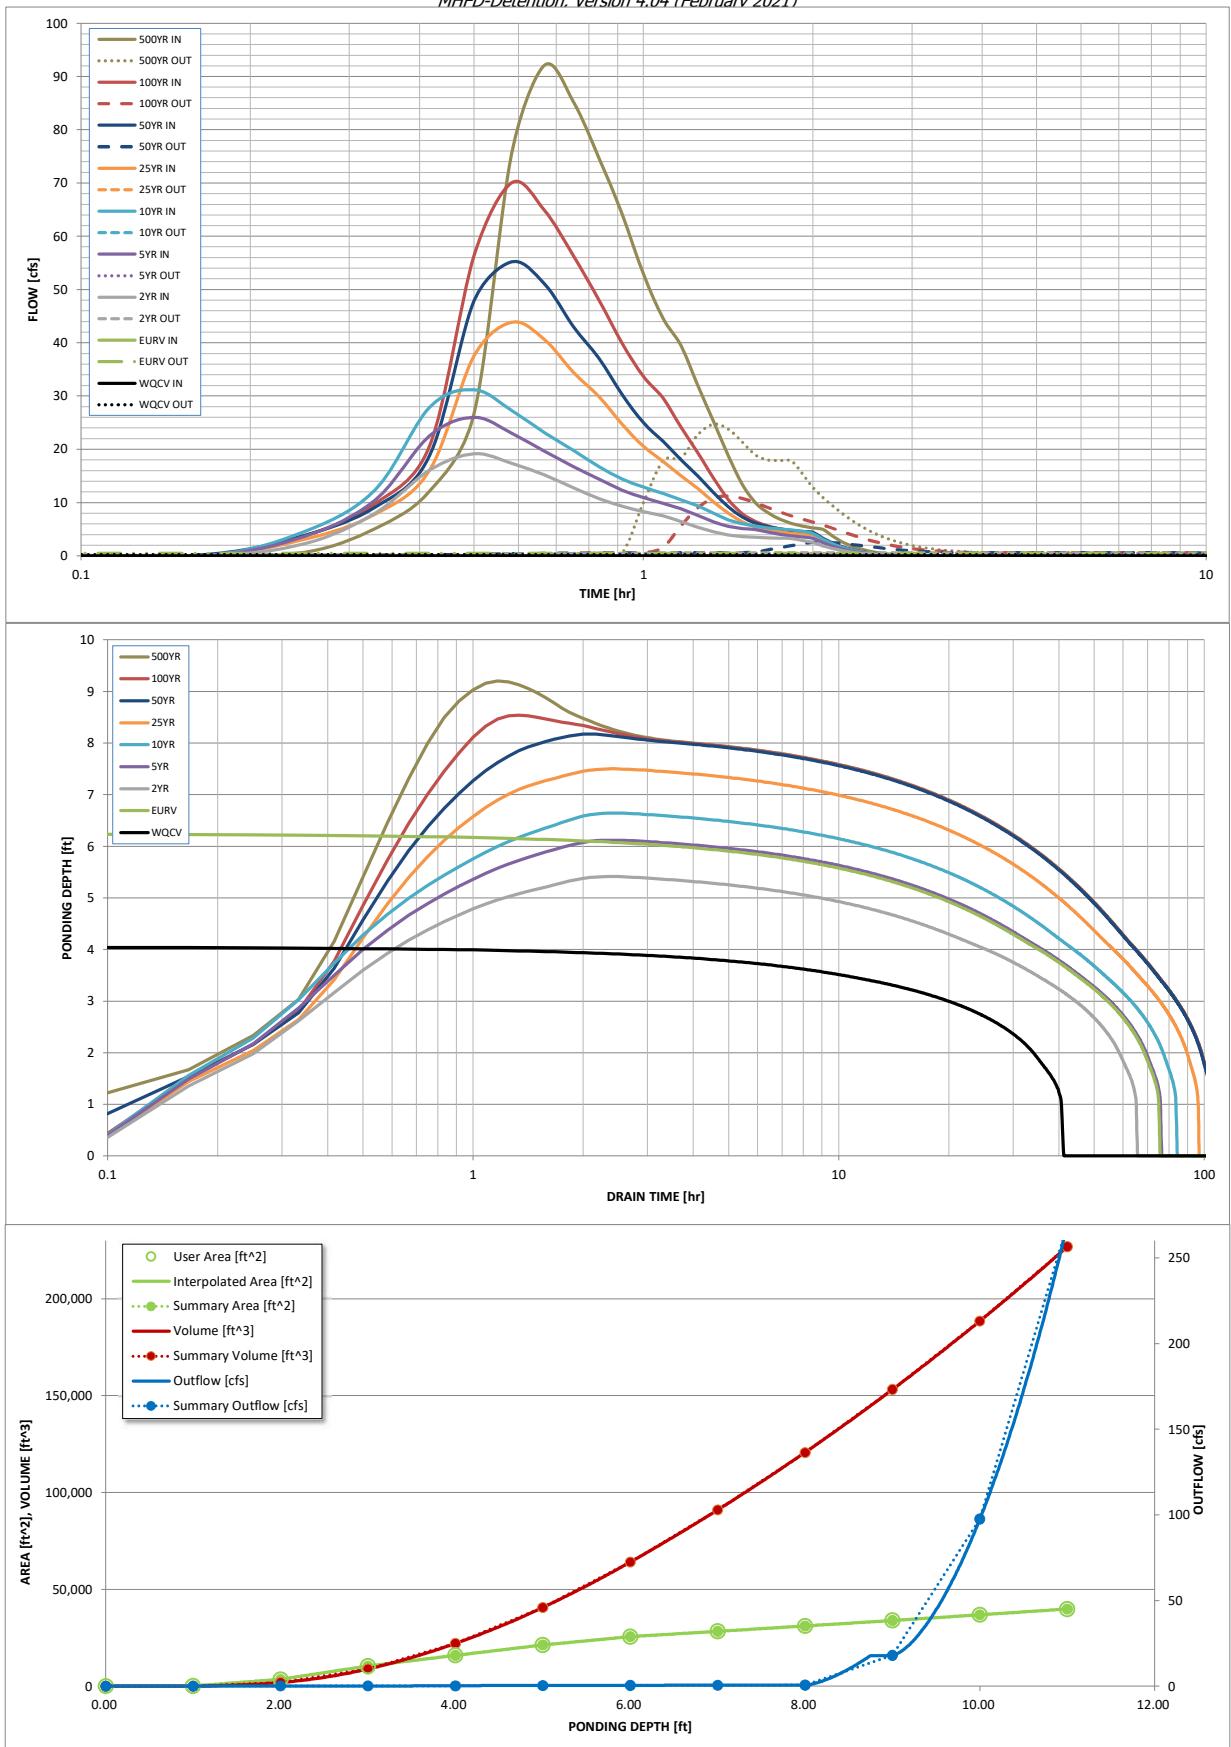 MHFD-Detention, Version 4.04 (February 2021)
100
90
80
70
60
50
40
30
20
10
0
FLOW [cfs]
500YR IN
500YR OUT
100YR IN
100YR OUT
50YR IN
50YR OUT
25YR IN
25YR OUT
10YR IN
10YR OUT
5YR IN
5YR OUT
2YR IN
2YR OUT
EURV IN
EURV OUT
WQCV IN
WQCV OUT
0.1 1 10
TIME [hr]
10
9
8
7
6
5
4
3
2
1
0
PONDING DEPTH [ft]
500YR
100YR
50YR
25YR
10YR
5YR
2YR
EURV
WQCV
0.1 1 10 100
DRAIN TIME [hr]
User Area [ft^2]
Interpolated Area [ft^2]
Summary Area [ft^2]
Volume [ft^3]
Summary Volume [ft^3]
Outflow [cfs]
Summary Outflow [cfs]
200,000
150,000
100,000
50,000
0
AREA [ft^2], VOLUME [ft^3]
250
200
150
100
50
0
OUTFLOW [cfs]
0.00 2.00 4.00 6.00 8.00 10.00 12.00
PONDING DEPTH [ft]